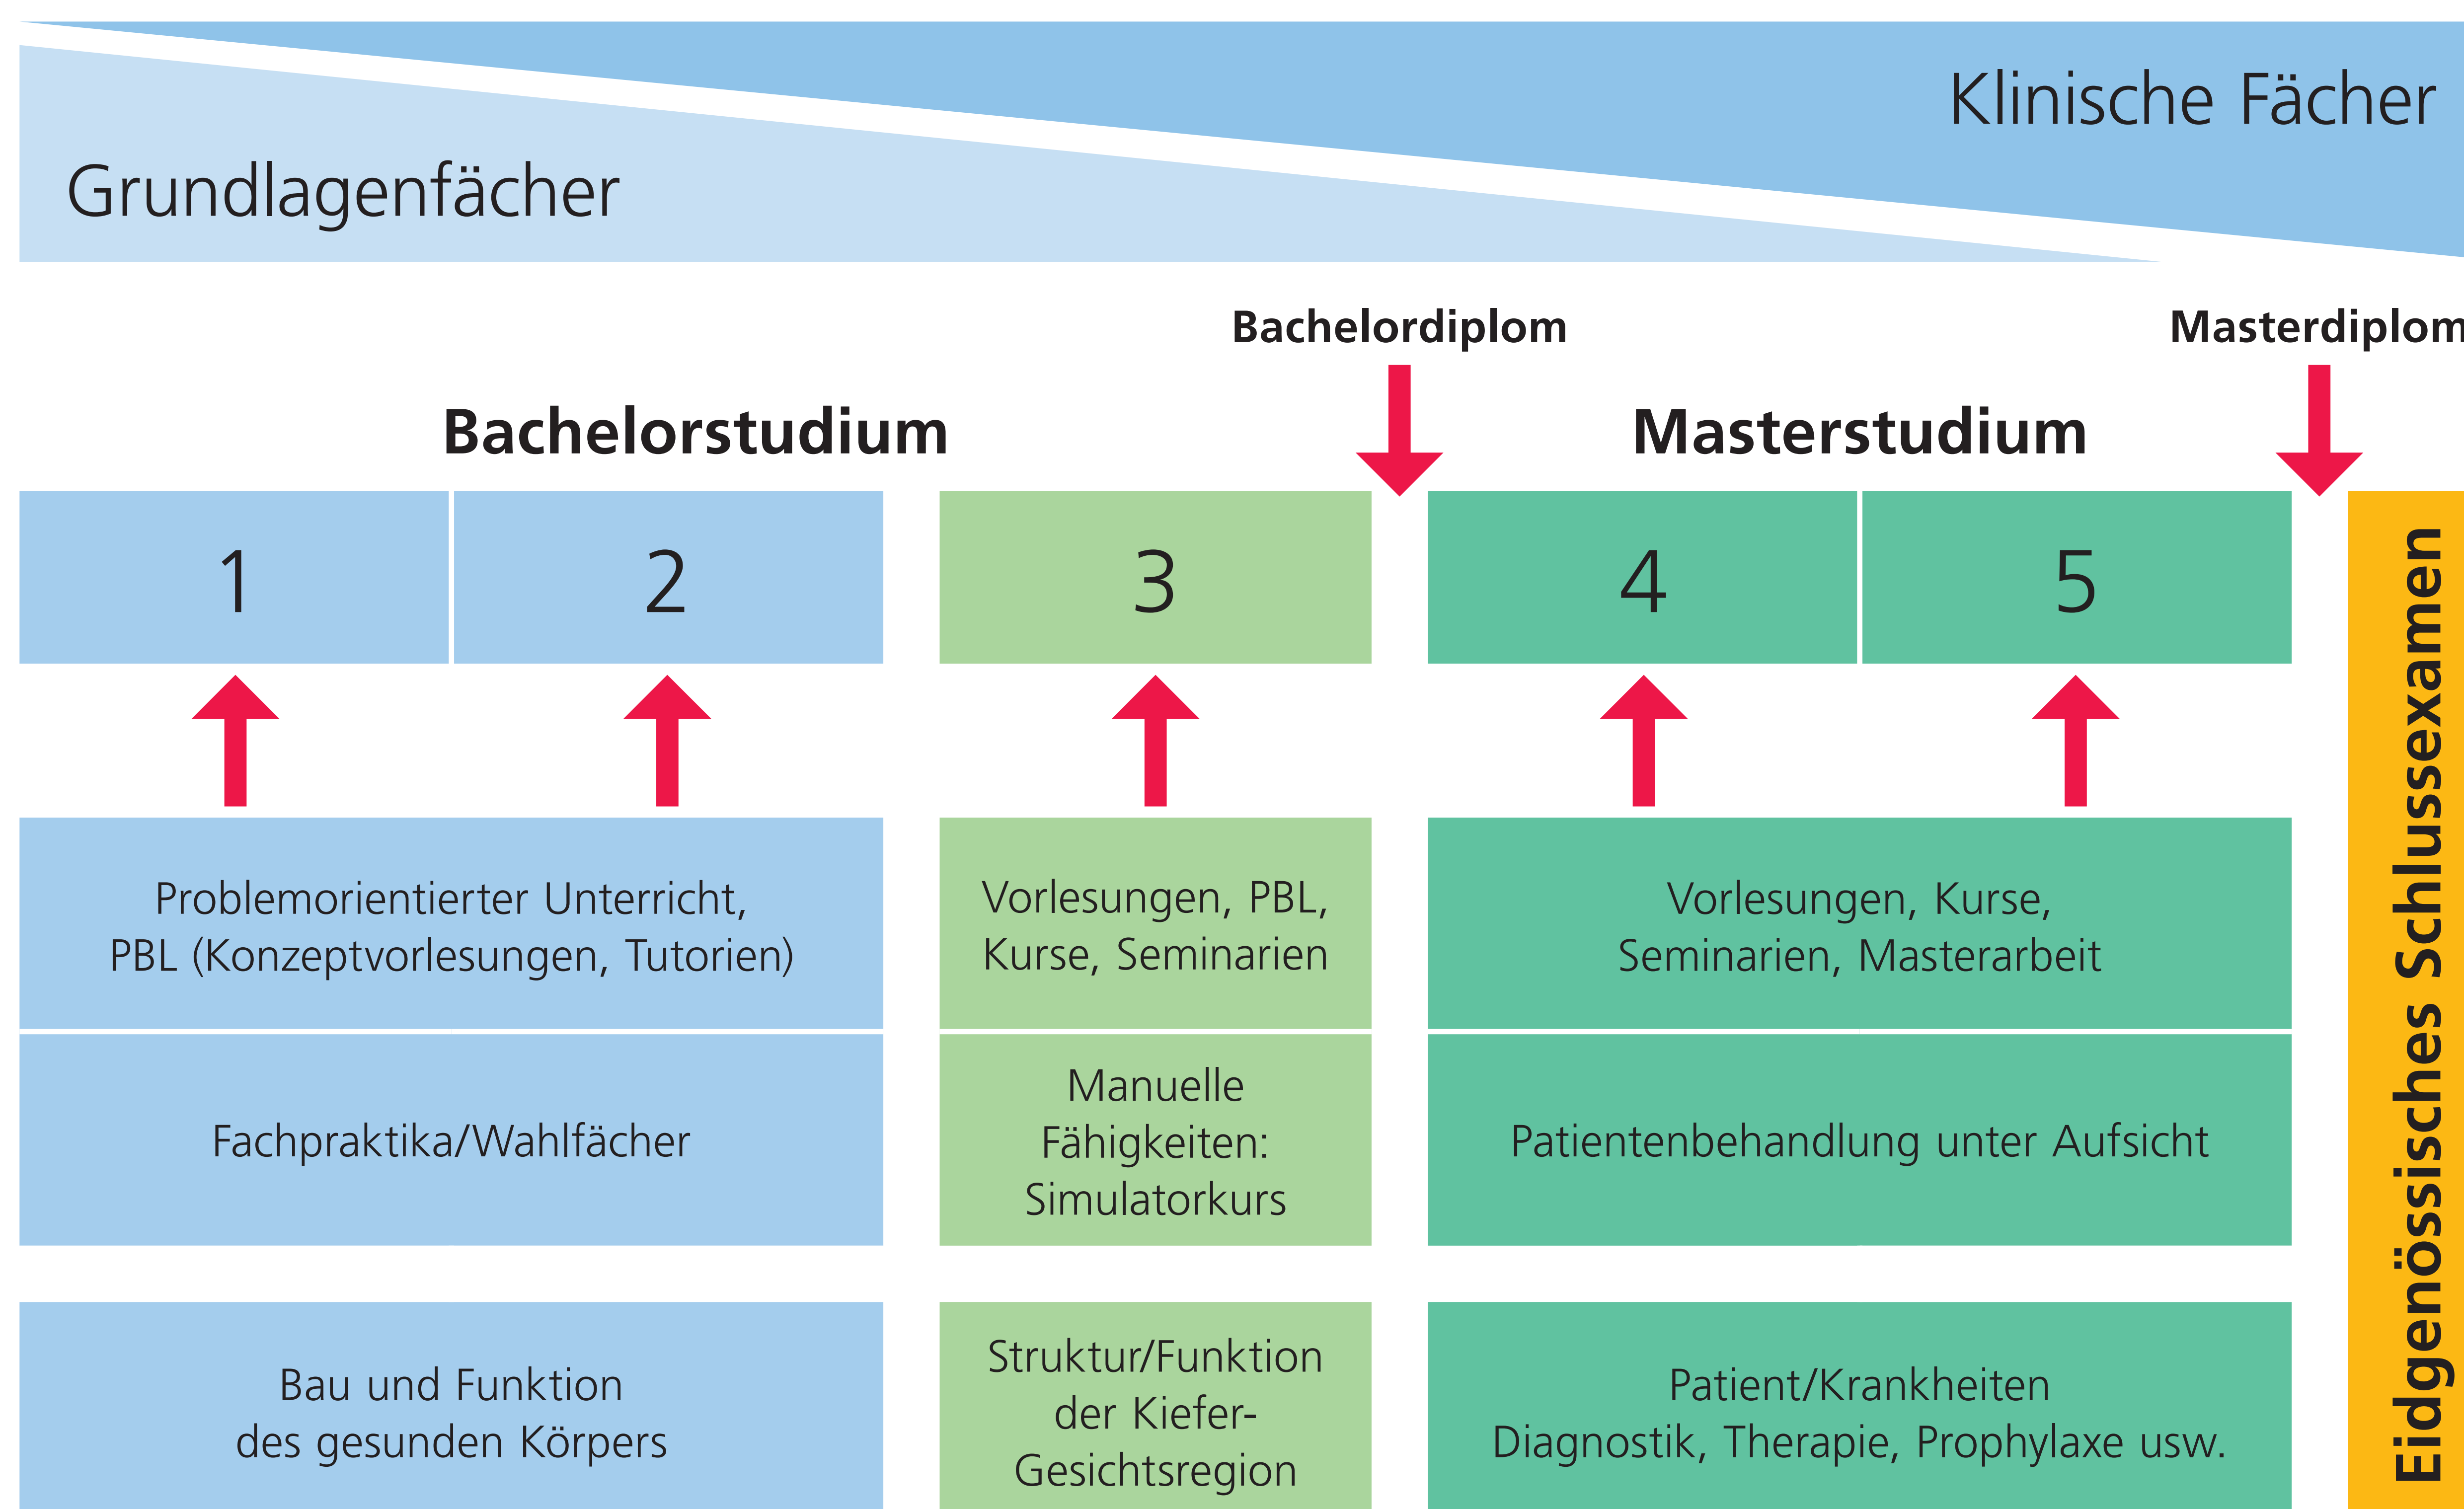 Klinische Fächer
Grundlagenfächer
Bachelordiplom
Masterdiplom
Bachelorstudium
Masterstudium
1
2
3
4
5
Problemorientierter Unterricht,
PBL (Konzeptvorlesungen, Tutorien)
Vorlesungen, PBL,
Kurse, Seminarien
Vorlesungen, Kurse,
Seminarien, Masterarbeit
Fachpraktika/Wahlfächer
Manuelle
Fähigkeiten:
Simulatorkurs
Patientenbehandlung unter Aufsicht
Bau und Funktion
des gesunden Körpers
Struktur/Funktion
der Kiefer-
Gesichtsregion
Patient/Krankheiten
Diagnostik, Therapie, Prophylaxe usw.
Eidgenössisches Schlussexamen